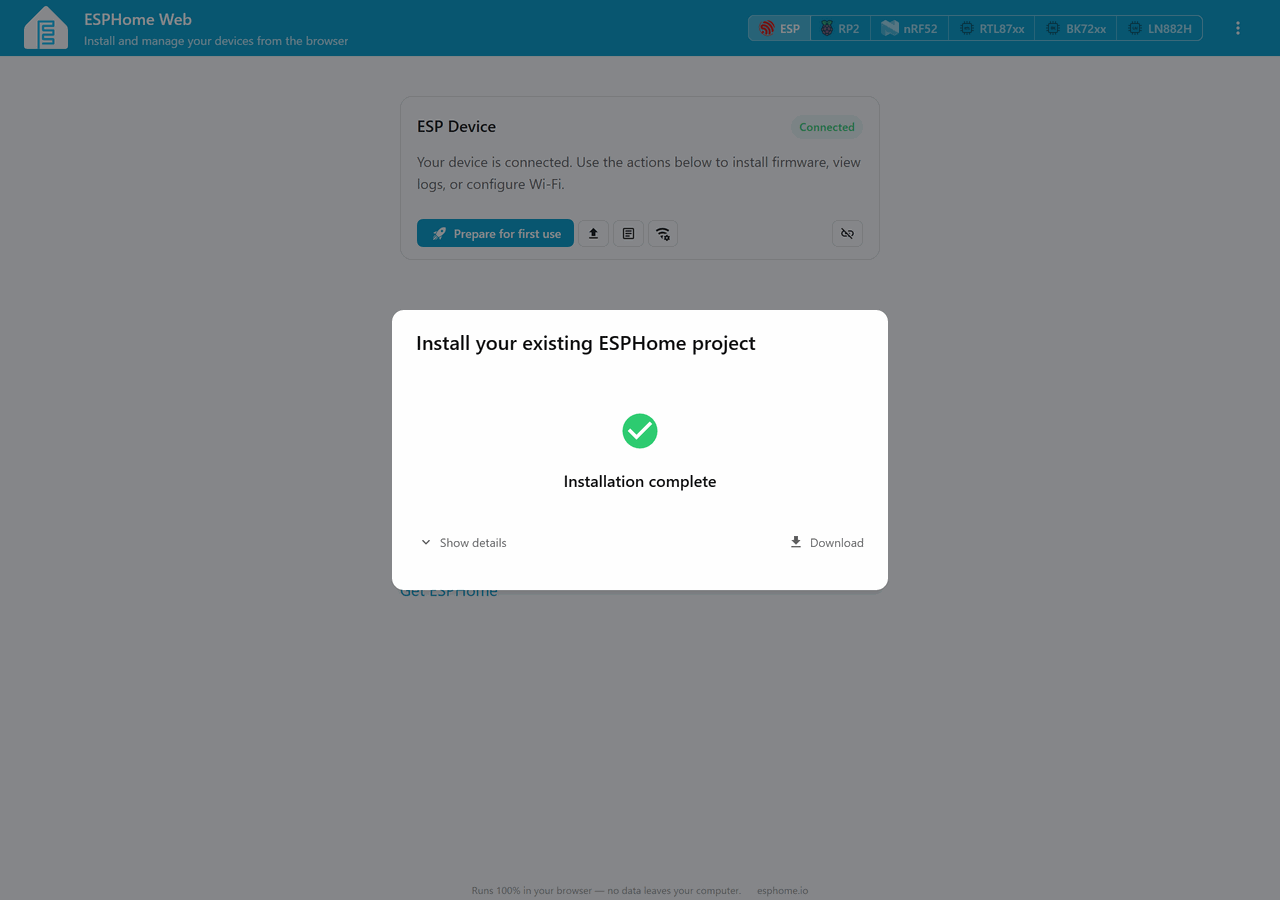 ESPHome Web
Install and manage your devices from the browser
ESP
RP2
nRF52
RTL87xx
BK72xx
LN882H
ESP Device
Connected
Your device is connected. Use the actions below to install firmware, view
logs, or configure Wi-Fi.
Prepare for first use
Install your existing ESPHome project
Installation complete
Show details
Download
Get ESPHome
Runs 100% in your browser — no data leaves your computer.
esphome.io